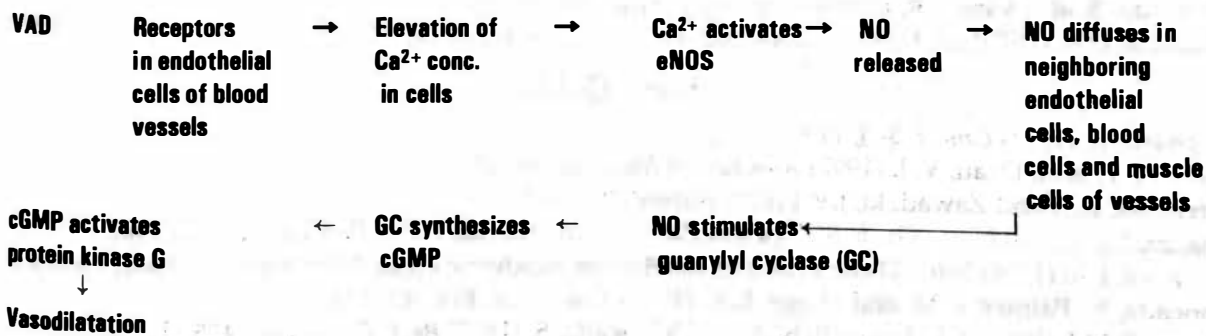 VAD Receptors → Elevation of → Ca²⁺ activates → NO → NO diffuses in
in endothelial Ca²⁺ conc. eNOS released neighboring
cells of blood in cells endothelial
vessels cells, blood
cells and muscle
cells of vessels
cGMP activates ← GC synthesizes ← NO stimulates ←
protein kinase G cGMP guanylyl cyclase (GC)
↓
Vasodilatation